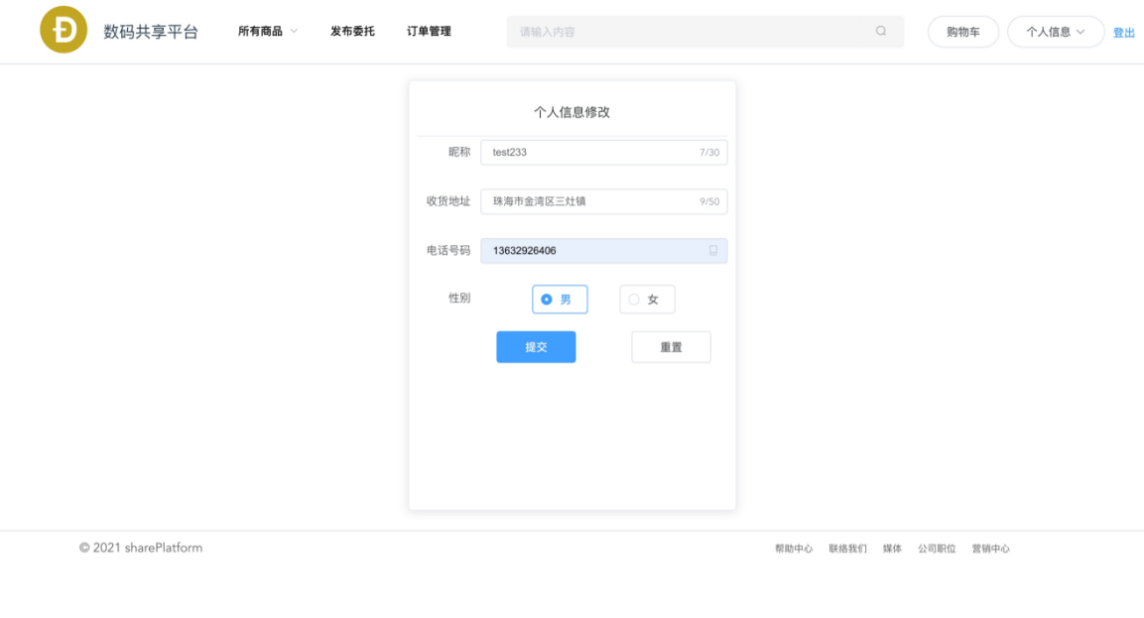 数码共享平台 所有商品 发布委托 订单管理 请输入内容 购物车 个人信息 登出
个人信息修改
昵称 test233 7/30
收货地址 珠海市金湾区三灶镇 9/50
电话号码 13632926406
性别 男 女
提交 重置
© 2021 sharePlatform 帮助中心 联络我们 媒体 公司职位 营销中心